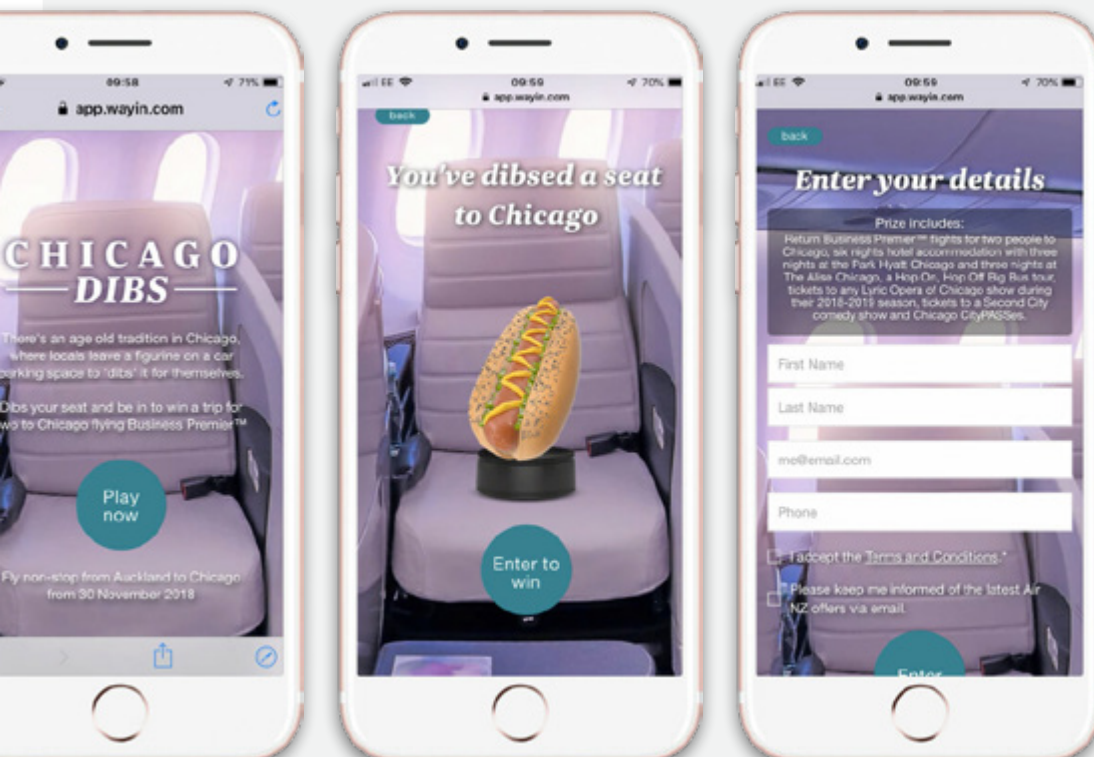 09:58
71%
app.wayin.com
CHICAGO
DIBS
There's an age old tradition in Chicago,
where locals leave a figurine on a car
parking space to 'dibs' it for themselves.
Dibs your seat and be in to win a trip for
two to Chicago flying Business Premier™
Play
now
Fly non-stop from Auckland to Chicago
from 30 November 2018
EE
09:59
70%
app.wayin.com
back
You've dibsed a seat
to Chicago
Enter to
win
EE
09:59
70%
app.wayin.com
back
Enter your details
Prize includes:
Return Business Premier™ flights for two people to
Chicago, six nights hotel accommodation with three
nights at the Park Hyatt Chicago and three nights at
The Alise Chicago, a Hop On, Hop Off Big Bus tour,
tickets to any Lyric Opera of Chicago show during
their 2018-2019 season, tickets to a Second City
comedy show and Chicago CityPASSes.
First Name
Last Name
me@email.com
Phone
I accept the Terms and Conditions.*
Please keep me informed of the latest Air
NZ offers via email.
Enter